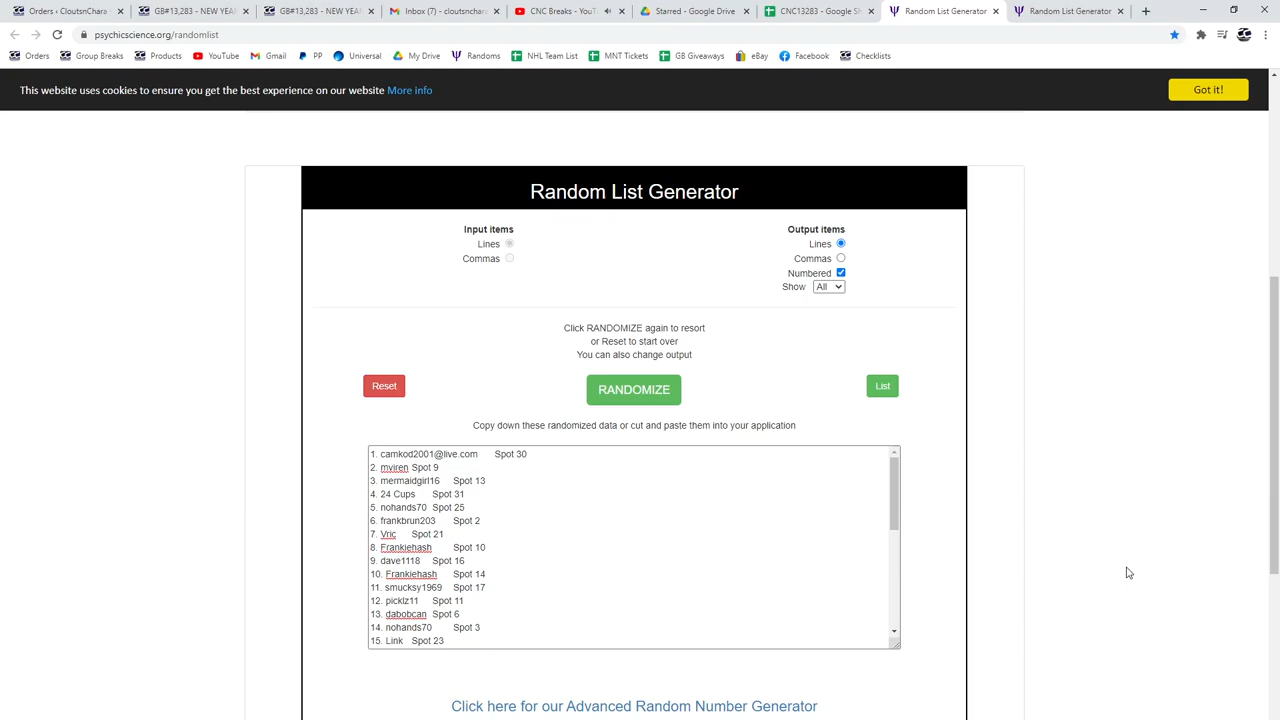 Orders ‹ CloutsnChara
GB#13,283 - NEW YEA
GB#13,283 - NEW YEA
Inbox (7) - cloutsnchar
CNC Breaks - YouT
Starred - Google Drive
CNC13283 - Google Sh
Random List Generator
Random List Generator
psychicscience.org/randomlist
Orders
Group Breaks
Products
YouTube
Gmail
PP
Universal
My Drive
Randoms
NHL Team List
MNT Tickets
GB Giveaways
eBay
Facebook
Checklists
This website uses cookies to ensure you get the best experience on our website More info
Got it!
Random List Generator
Input items
Lines
Commas
Output items
Lines
Commas
Numbered
Show All
Click RANDOMIZE again to resort
or Reset to start over
You can also change output
Reset
RANDOMIZE
List
Copy down these randomized data or cut and paste them into your application
1. camkod2001@live.com Spot 30
2. mviren Spot 9
3. mermaidgirl16 Spot 13
4. 24 Cups Spot 31
5. nohands70 Spot 25
6. frankbrun203 Spot 2
7. Vric Spot 21
8. Frankiehash Spot 10
9. dave1118 Spot 16
10. Frankiehash Spot 14
11. smucksy1969 Spot 17
12. picklz11 Spot 11
13. dabobcan Spot 6
14. nohands70 Spot 3
15. Link Spot 23
Click here for our Advanced Random Number Generator